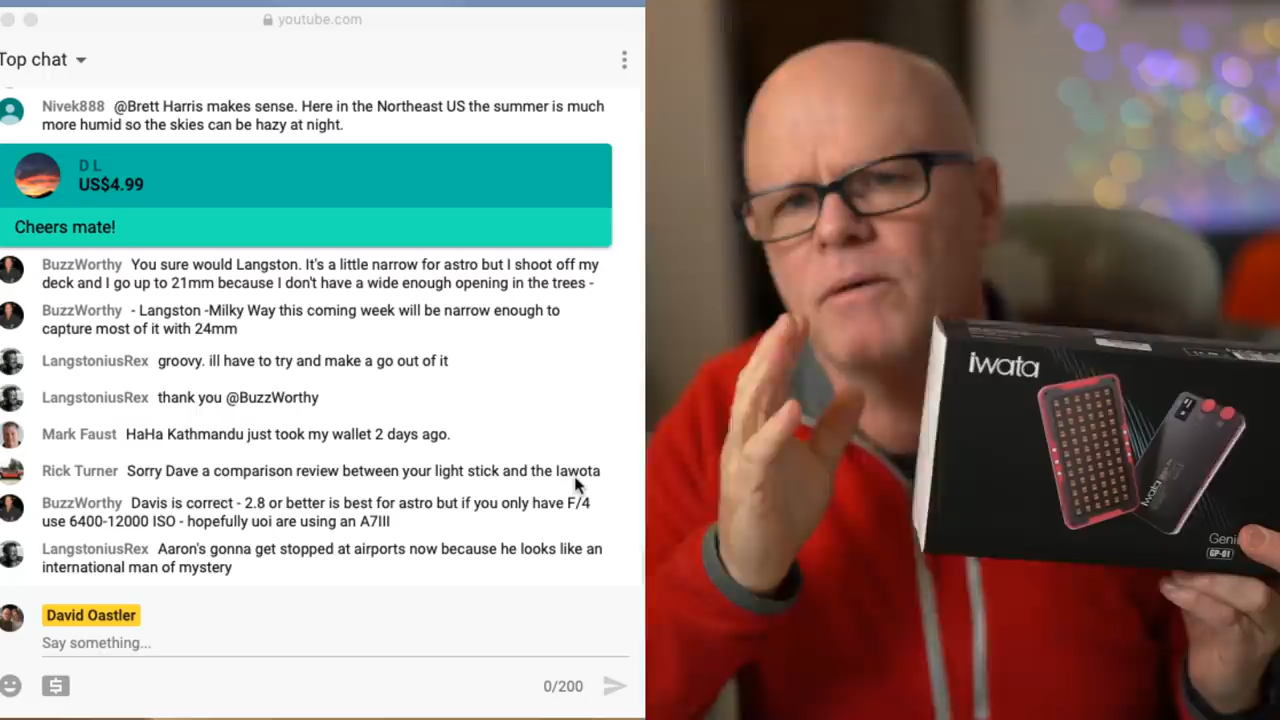 youtube.com
Top chat
Nivek888 @Brett Harris makes sense. Here in the Northeast US the summer is much
more humid so the skies can be hazy at night.
D L
US$4.99
Cheers mate!
BuzzWorthy You sure would Langston. It's a little narrow for astro but I shoot off my
deck and I go up to 21mm because I don't have a wide enough opening in the trees -
BuzzWorthy - Langston -Milky Way this coming week will be narrow enough to
capture most of it with 24mm
LangstoniusRex groovy. ill have to try and make a go out of it
LangstoniusRex thank you @BuzzWorthy
Mark Faust HaHa Kathmandu just took my wallet 2 days ago.
Rick Turner Sorry Dave a comparison review between your light stick and the Iawota
BuzzWorthy Davis is correct - 2.8 or better is best for astro but if you only have F/4
use 6400-12000 ISO - hopefully uoi are using an A7III
LangstoniusRex Aaron's gonna get stopped at airports now because he looks like an
international man of mystery
David Oastler
Say something...
0/200
iwata
iwata
GP-01